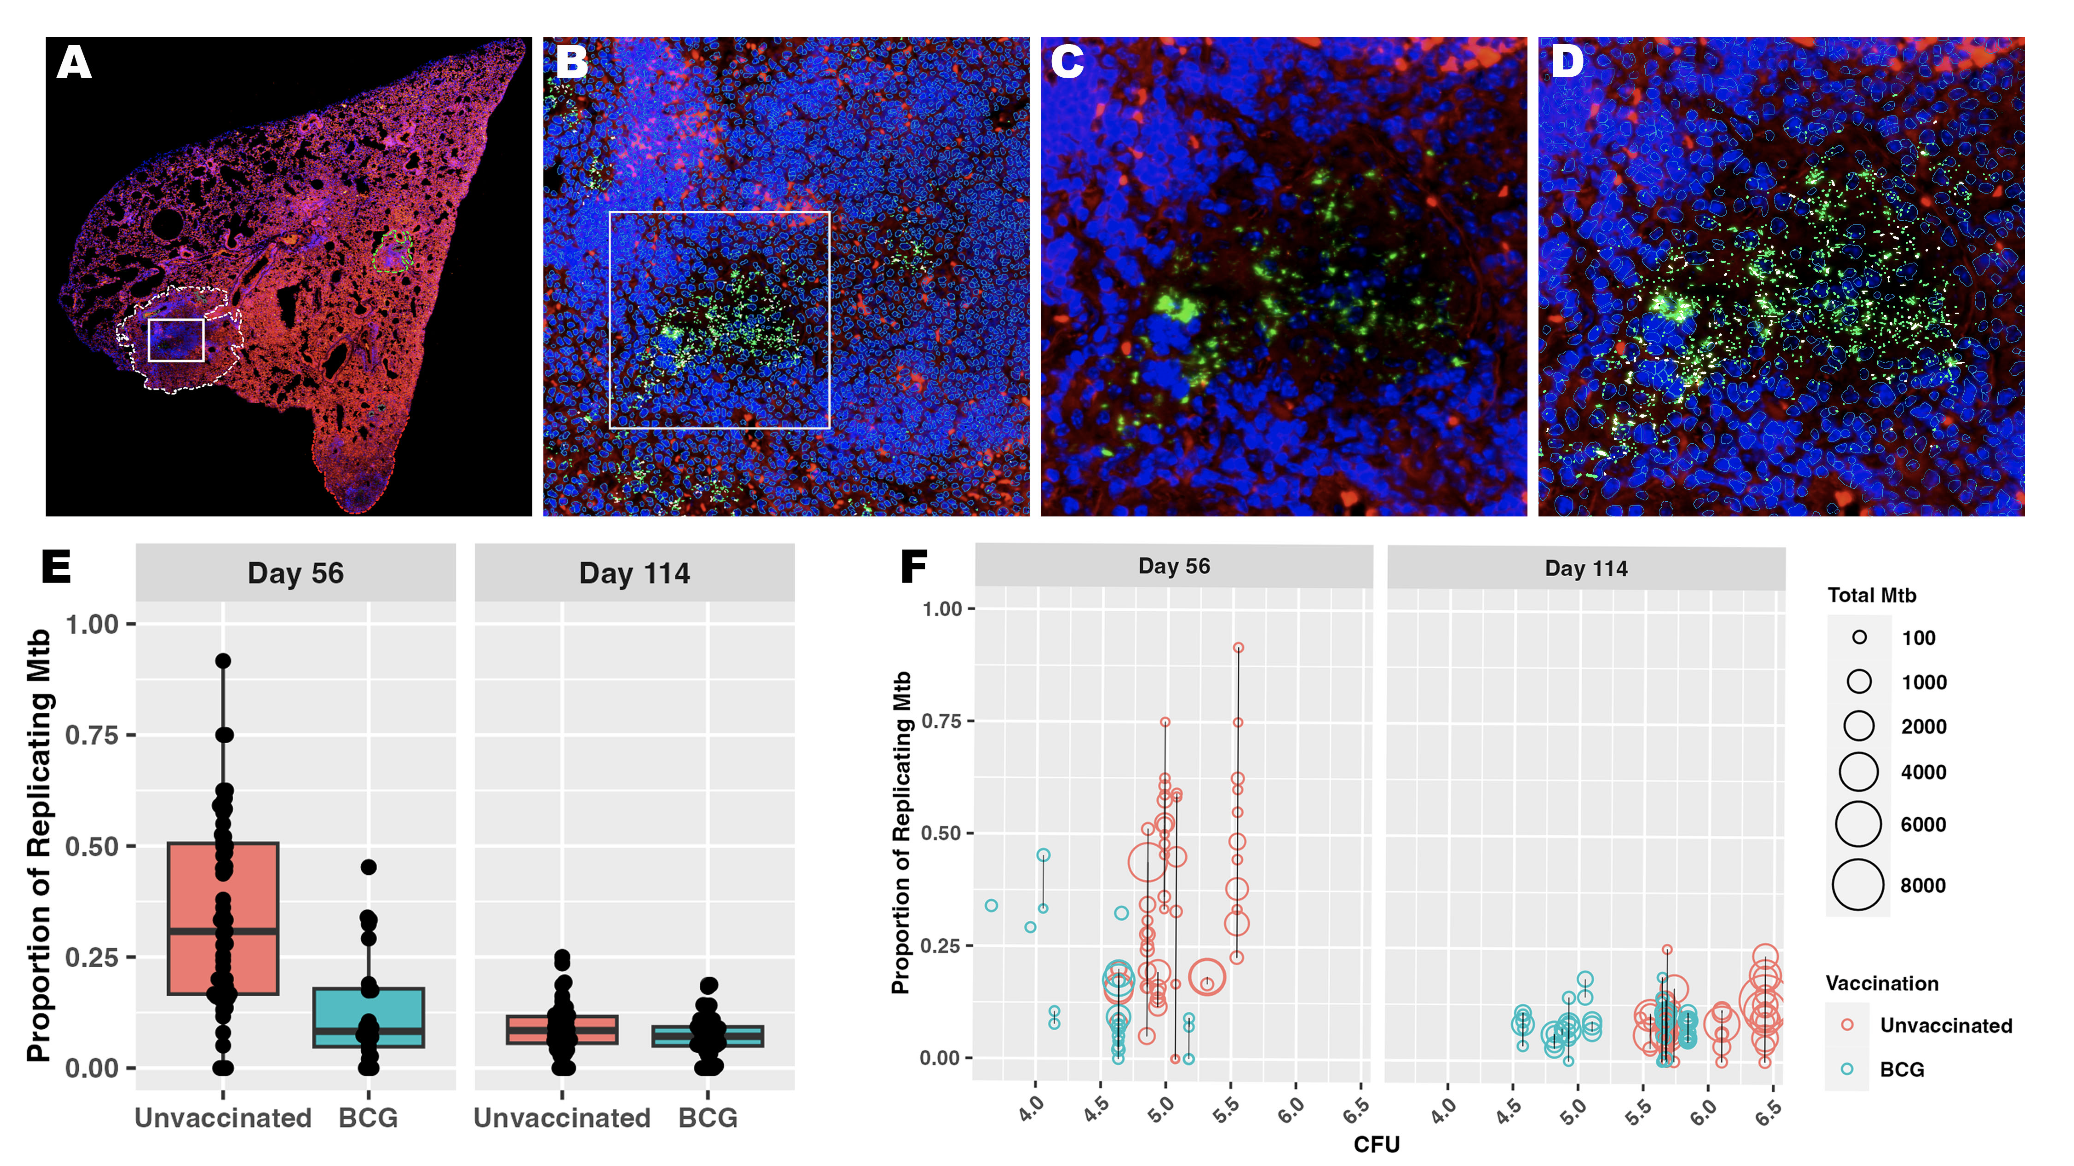 A
B
C
D
E
Day 56
Day 114
Proportion of Replicating Mtb
1.00
0.75
0.50
0.25
0.00
Unvaccinated
BCG
Unvaccinated
BCG
F
Day 56
Day 114
Proportion of Replicating Mtb
1.00
0.75
0.50
0.25
0.00
4.0
4.5
5.0
5.5
6.0
6.5
4.0
4.5
5.0
5.5
6.0
6.5
CFU
Total Mtb
100
1000
2000
4000
6000
8000
Vaccination
Unvaccinated
BCG